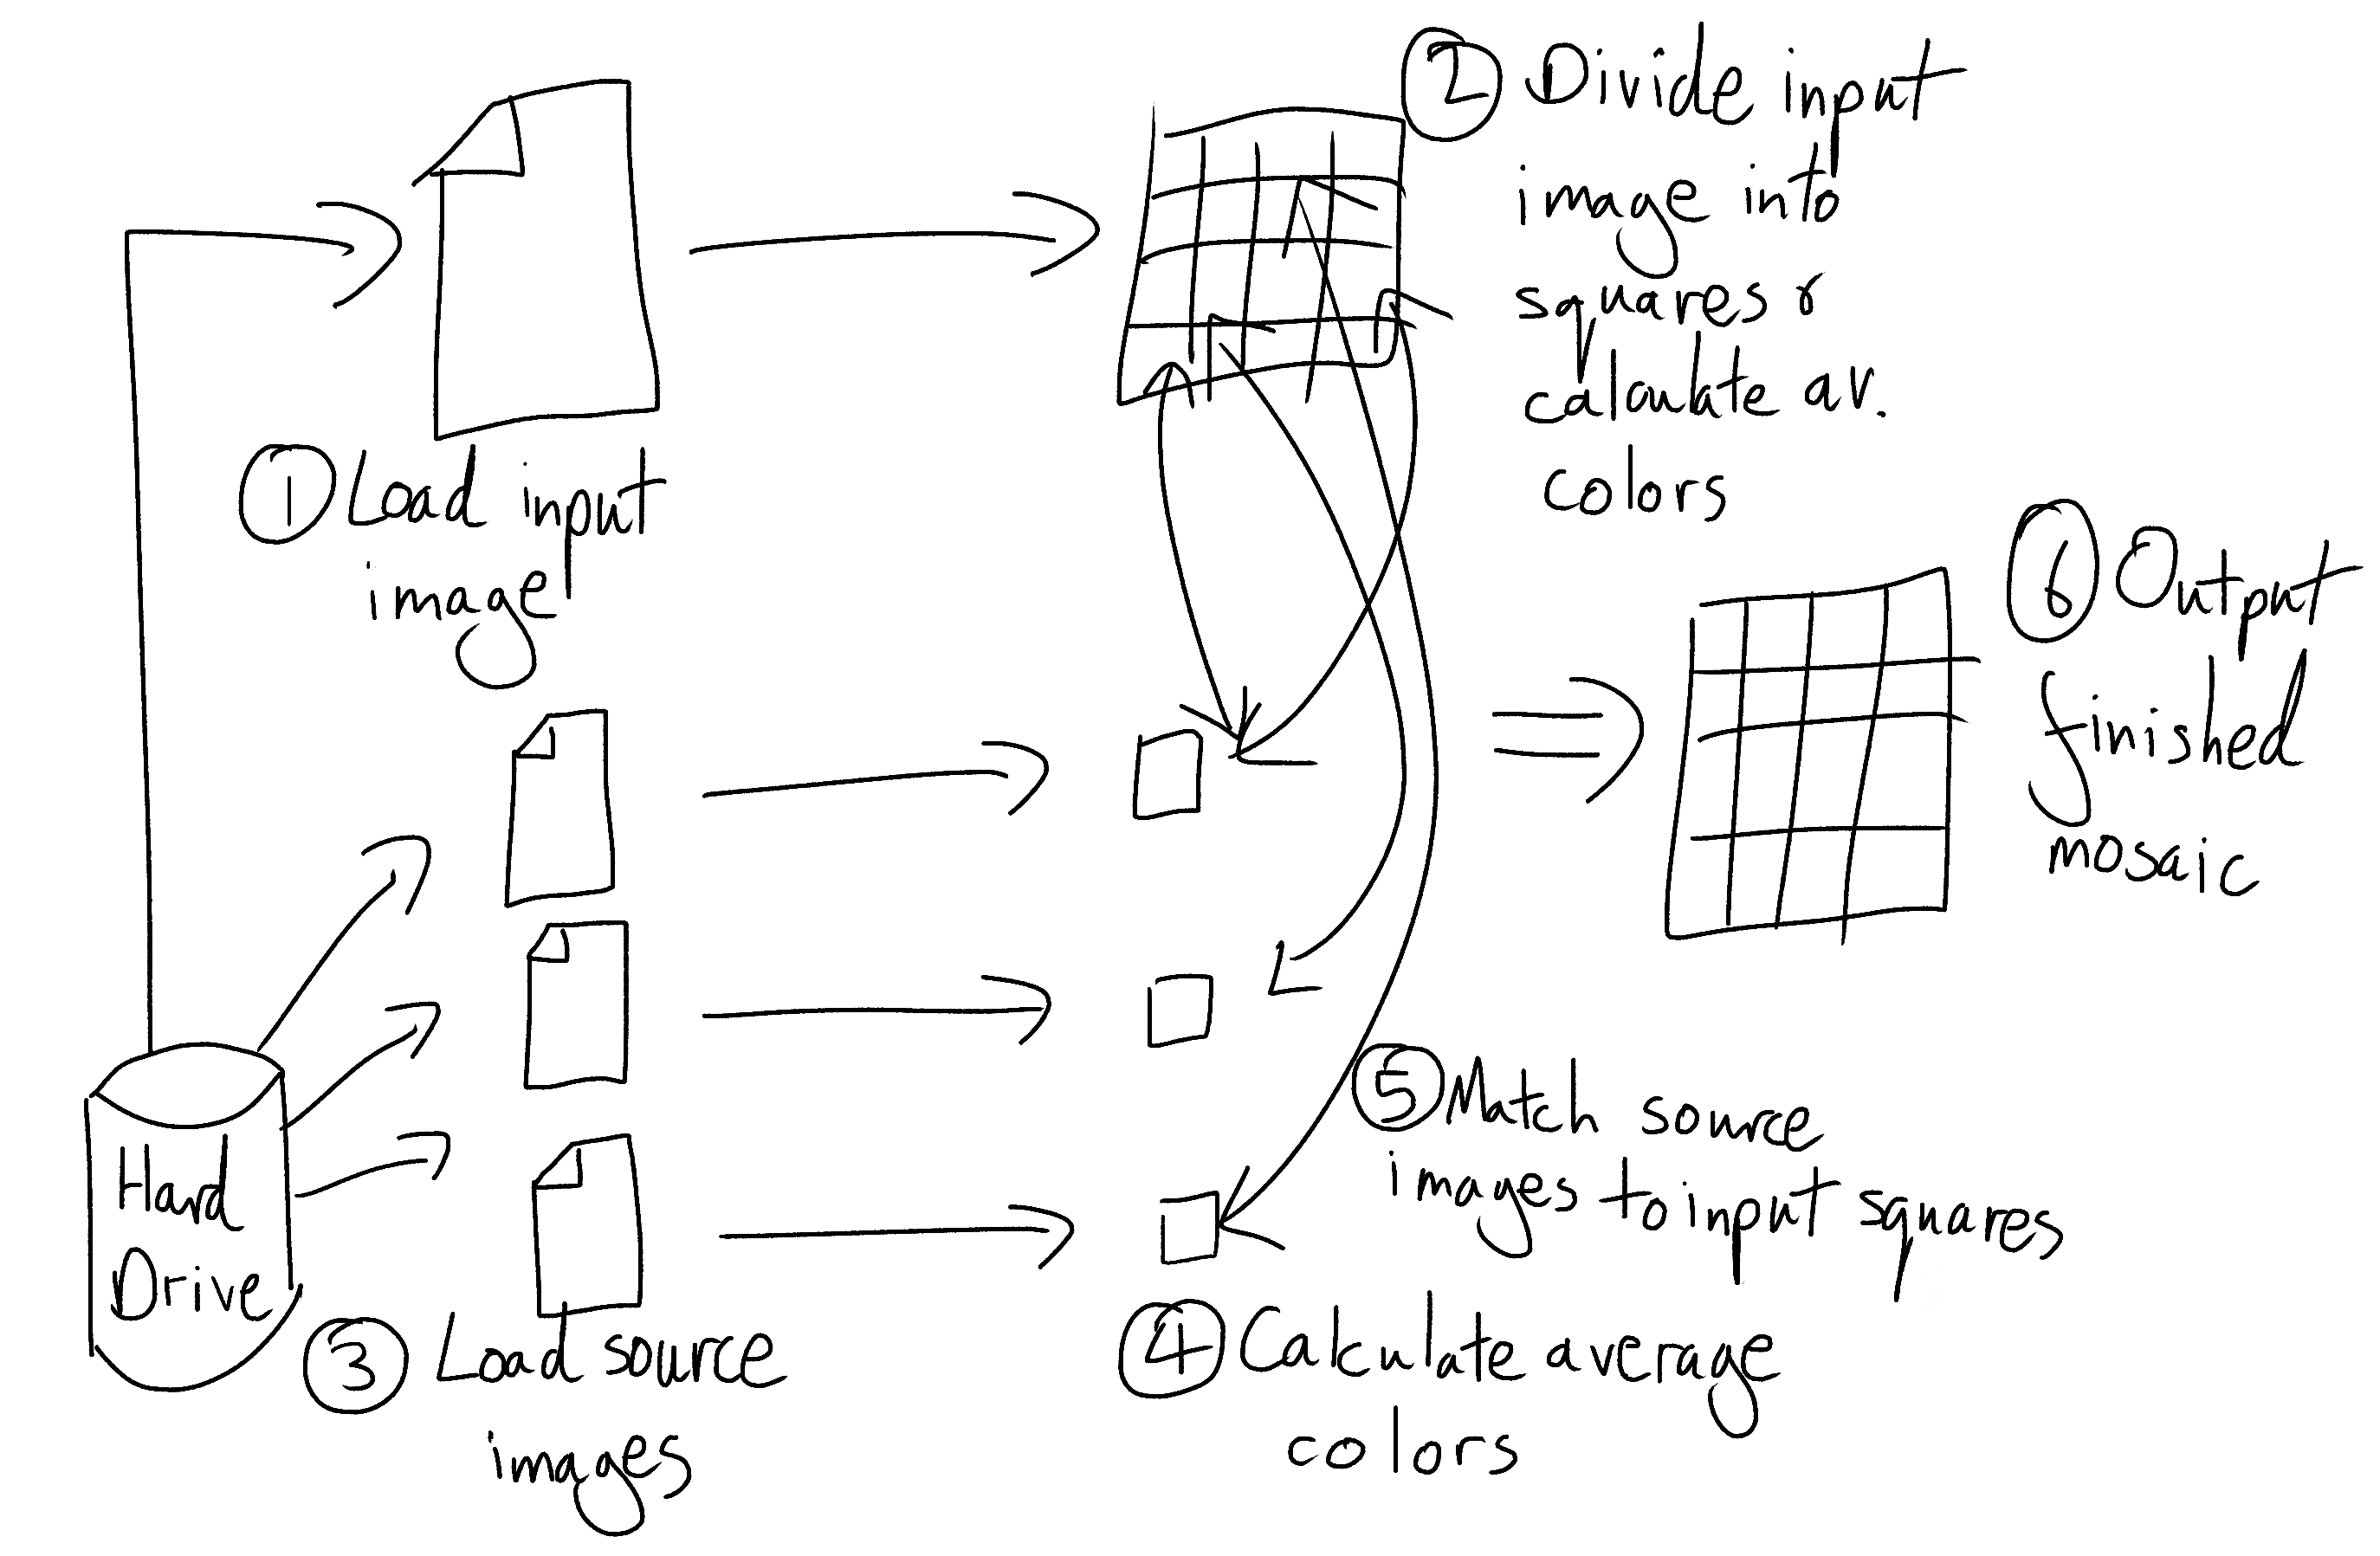 ① Load input
image
② Divide input
image into
squares &
calculate av.
colors
⑥ Output
finished
mosaic
Hard
Drive
③ Load source
images
⑤ Match source
images to input squares
④ Calculate average
colors